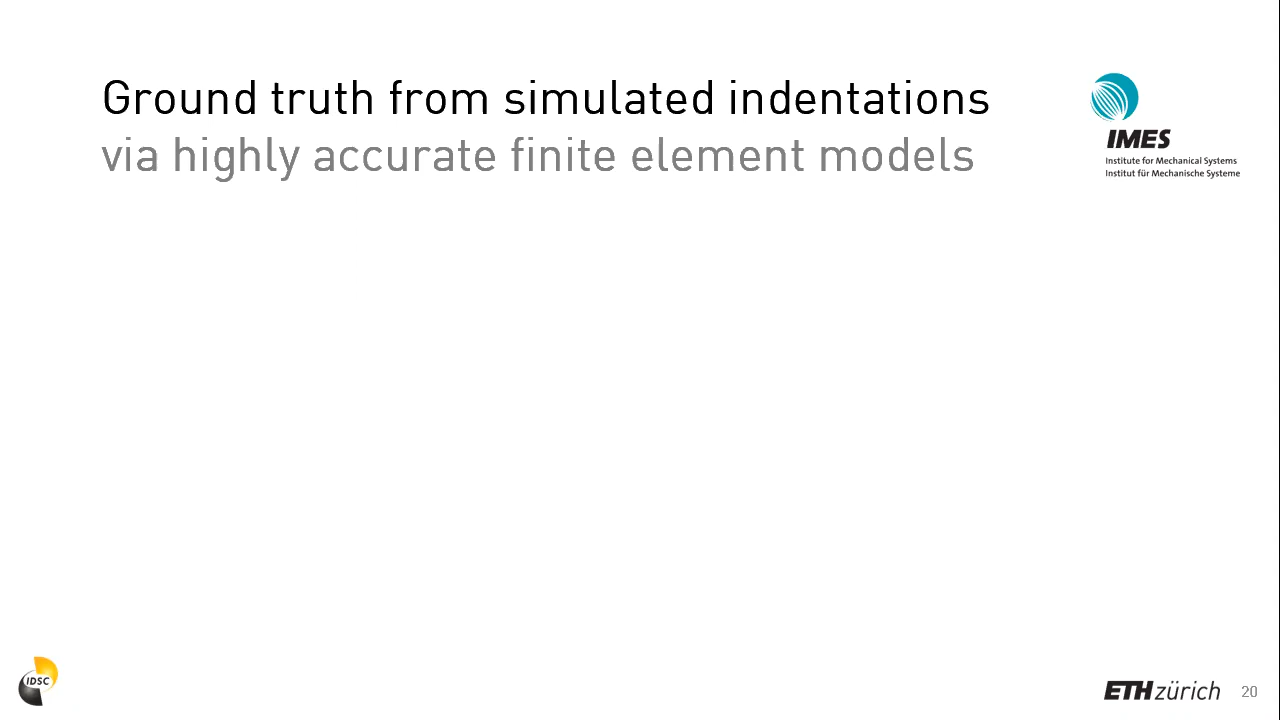 Ground truth from simulated indentations
via highly accurate finite element models
IMES
Institute for Mechanical Systems
Institut für Mechanische Systeme
IDSC
ETH zürich
20